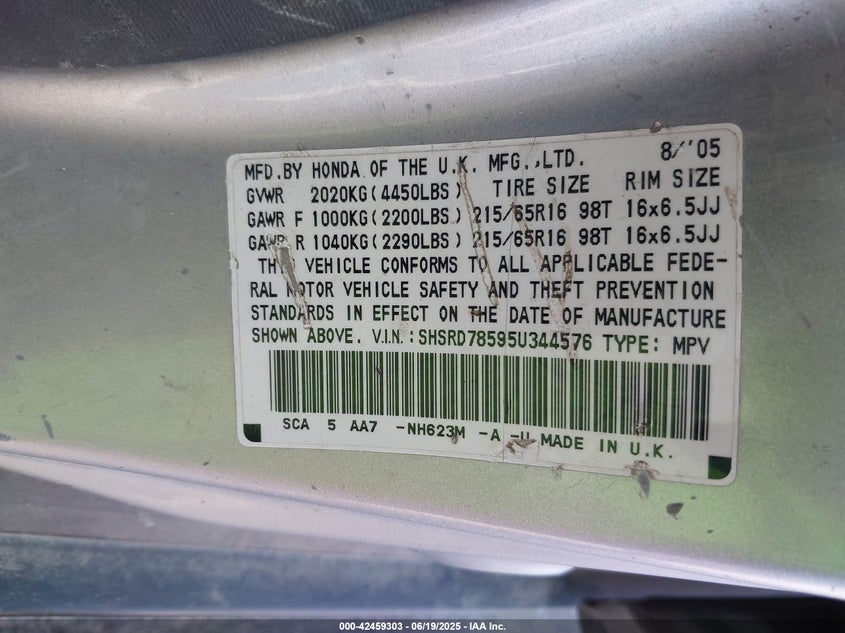 MFD.BY HONDA OF THE U.K. MFG.,LTD. 8/'05
GVWR 2020KG(4450LBS) TIRE SIZE RIM SIZE
GAWR F 1000KG(2200LBS) 215/65R16 98T 16x6.5JJ
GAWR R 1040KG(2290LBS) 215/65R16 98T 16x6.5JJ
THIS VEHICLE CONFORMS TO ALL APPLICABLE FEDE-
RAL MOTOR VEHICLE SAFETY AND THEFT PREVENTION
STANDARDS IN EFFECT ON THE DATE OF MANUFACTURE
SHOWN ABOVE. V.I.N.:SHSRD78595U344576 TYPE: MPV
SCA 5 AA7 -NH623M -A -U MADE IN U.K.
000-42459303 - 06/19/2025 - IAA Inc.